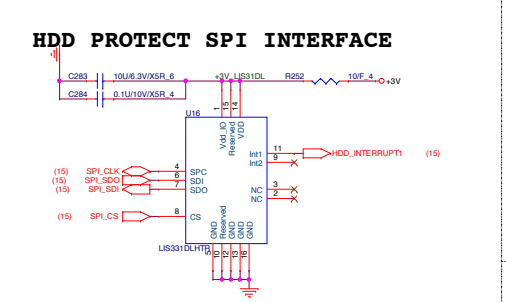 HDD PROTECT SPI INTERFACE
C283 10U/6.3V/X5R_6 +3V_LIS31DL R252 10/F_4 +3V
C284 0.1U/10V/X5R_4
U16
1 15 14
Vdd_IO Reserved VDD
Int1 11 HDD_INTERRUPT1 (15)
Int2 9
(15) SPI_CLK 4 SPC
(15) SPI_SDO 6 SDI
(15) SPI_SDI 7 SDO
NC 3
NC 2
(15) SPI_CS 8 CS
GND Reserved GND GND GND
LIS331DLHTR
5 10 12 13 16